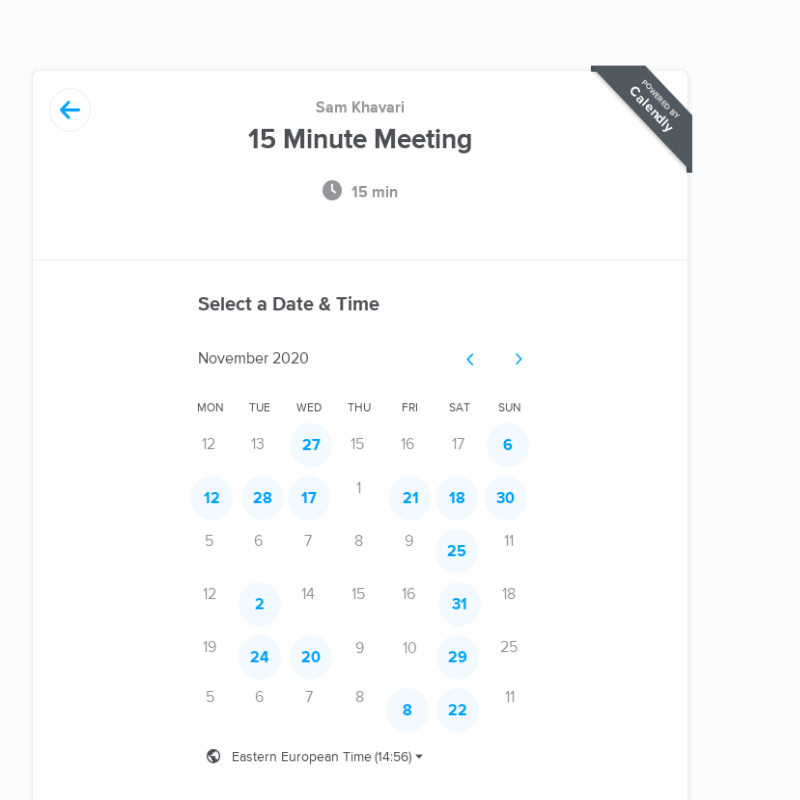 POWERED BY
Calendly
Sam Khavari
15 Minute Meeting
15 min
Select a Date & Time
November 2020
MON TUE WED THU FRI SAT SUN
12 13 27 15 16 17 6
12 28 17 1 21 18 30
5 6 7 8 9 25 11
12 2 14 15 16 31 18
19 24 20 9 10 29 25
5 6 7 8 8 22 11
Eastern European Time (14:56)